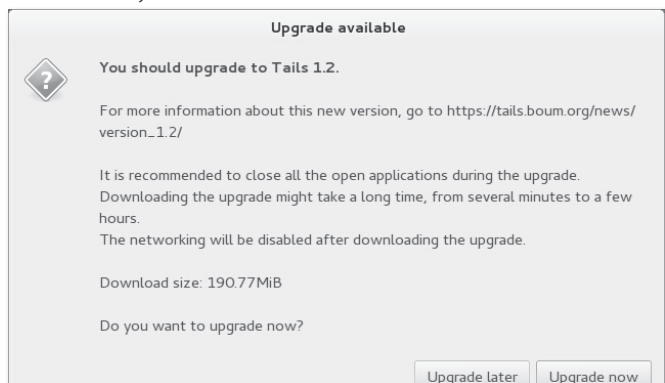 Upgrade available
You should upgrade to Tails 1.2.
For more information about this new version, go to https://tails.boum.org/news/
version_1.2/
It is recommended to close all the open applications during the upgrade.
Downloading the upgrade might take a long time, from several minutes to a few
hours.
The networking will be disabled after downloading the upgrade.
Download size: 190.77MiB
Do you want to upgrade now?
Upgrade later
Upgrade now